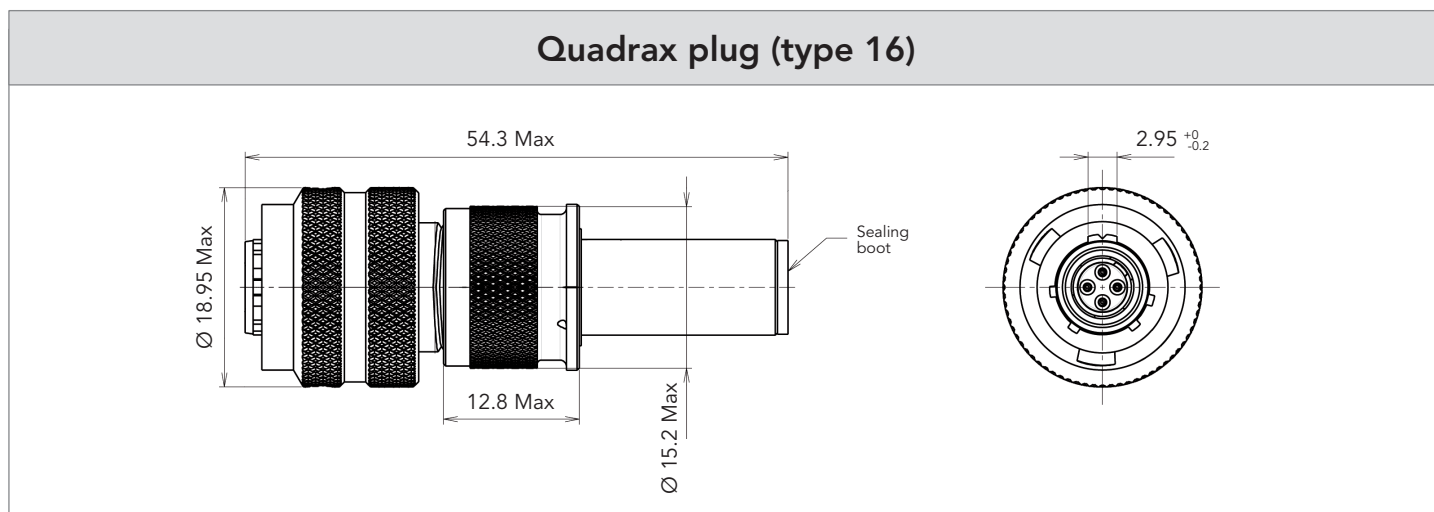 Quadrax plug (type 16)
54.3 Max
2.95 +0 -0.2
Sealing
boot
Ø 18.95 Max
12.8 Max
Ø 15.2 Max